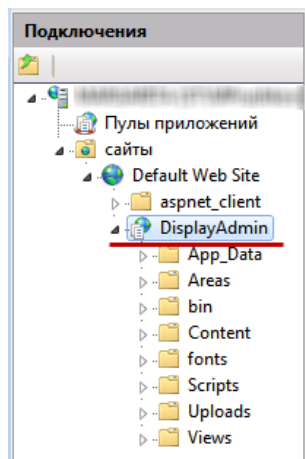 Подключения
Пулы приложений
сайты
Default Web Site
aspnet_client
DisplayAdmin
App_Data
Areas
bin
Content
fonts
Scripts
Uploads
Views